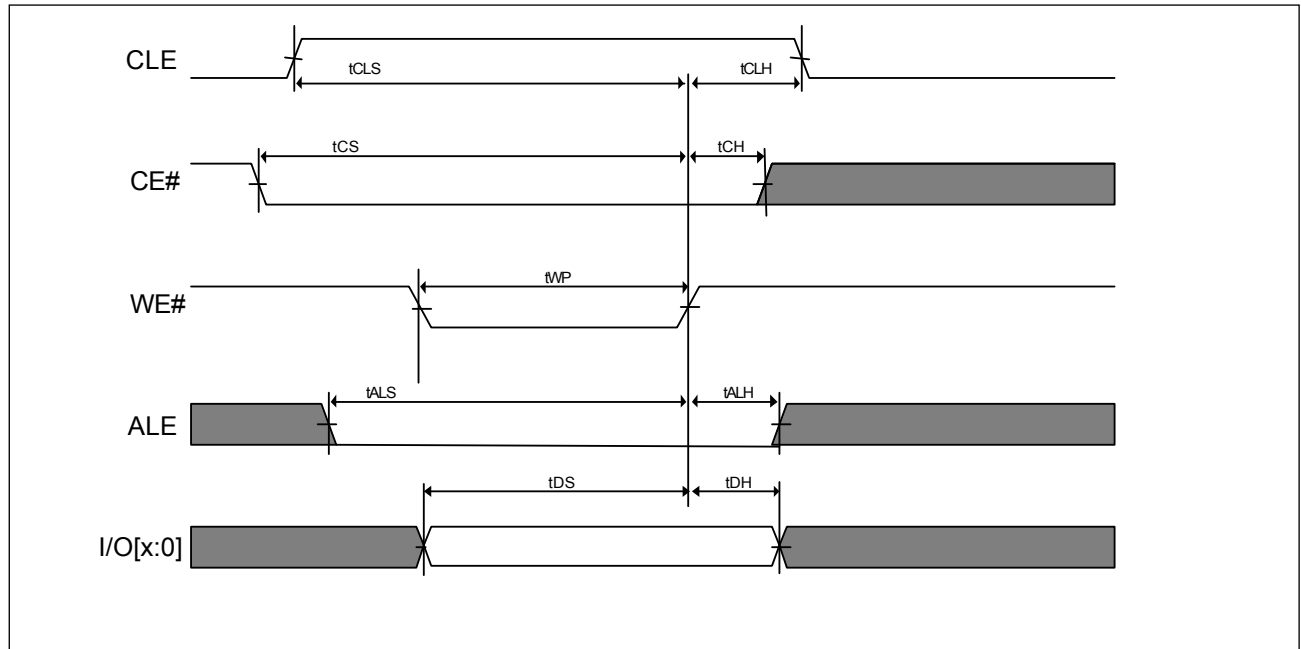 CLE
tCLS
tCLH
tCS
tCH
CE#
tWP
WE#
tALS
tALH
ALE
tDS
tDH
I/O[x:0]